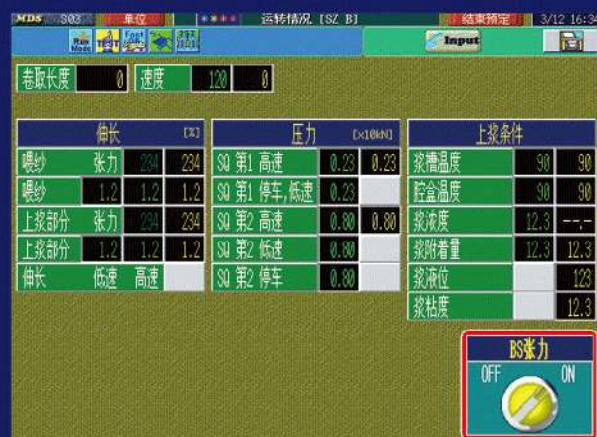 MDS S03 单位 ＊＊＊＊ 运转情况 [SZ B] 结束预定 3/12 16:34
Run Mode TEST Input
卷取长度 0 速度 120 0
伸长 [%]
喂纱 张力 234 234
喂纱 1.2 1.2 1.2
上浆部分 张力 234 234
上浆部分 1.2 1.2 1.2
伸长 低速 高速
压力 [x10kN]
SQ 第1 高速 0.23 0.23
SQ 第1 停车,低速 0.23
SQ 第2 高速 0.80 0.80
SQ 第2 低速 0.80
SQ 第2 停车 0.80
上浆条件
浆槽温度 90 90
腔盒温度 90 90
浆浓度 12.3 --.-
浆附着量 12.3 12.3
浆液位 123
浆粘度 12.3
BS张力
OFF ON